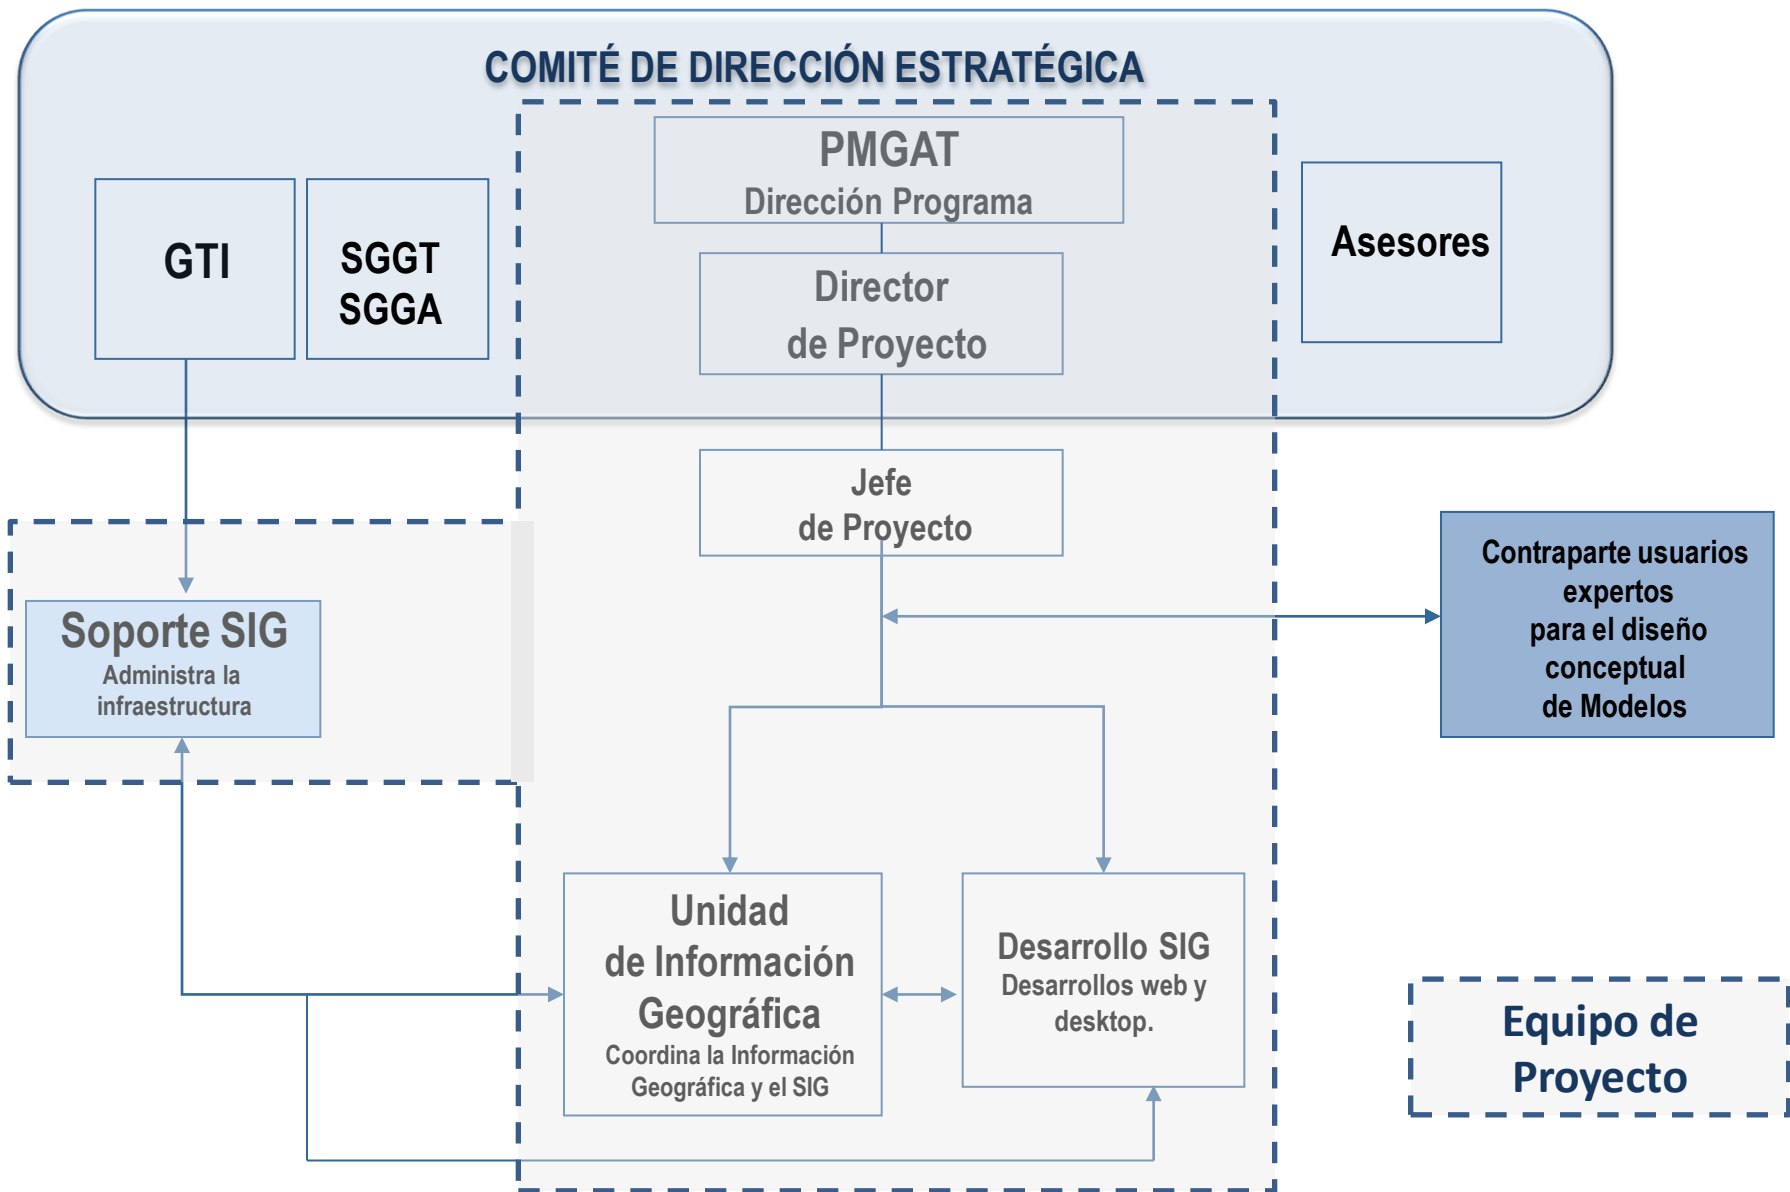 COMITÉ DE DIRECCIÓN ESTRATÉGICA
PMGAT
Dirección Programa
GTI
SGGT
SGGA
Director
de Proyecto
Asesores
Jefe
de Proyecto
Soporte SIG
Administra la
infraestructura
Contraparte usuarios
expertos
para el diseño
conceptual
de Modelos
Unidad
de Información
Geográfica
Coordina la Información
Geográfica y el SIG
Desarrollo SIG
Desarrollos web y
desktop.
Equipo de
Proyecto